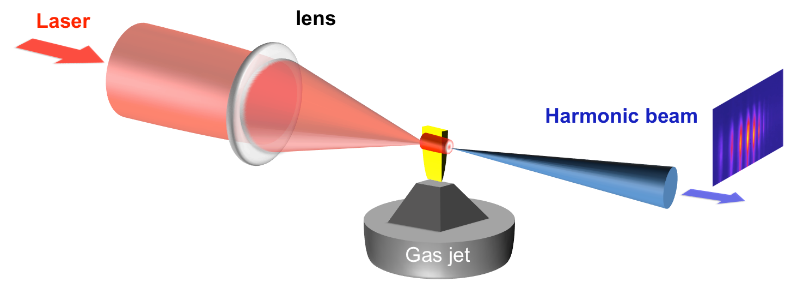 lens
Laser
Harmonic beam
Gas jet